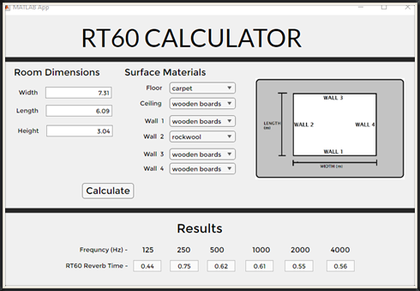 MATLAB App
RT60 CALCULATOR
Room Dimensions
Width 7.31
Length 6.09
Height 3.04
Calculate
Surface Materials
Floor carpet
Ceiling wooden boards
Wall 1 wooden boards
Wall 2 rockwool
Wall 3 wooden boards
Wall 4 wooden boards
WALL 3
LENGTH
(m)
WALL 2 WALL 4
WALL 1
WIDTH (m)
Results
Frequncy (Hz) - 125 250 500 1000 2000 4000
RT60 Reverb Time - 0.44 0.75 0.62 0.61 0.55 0.56